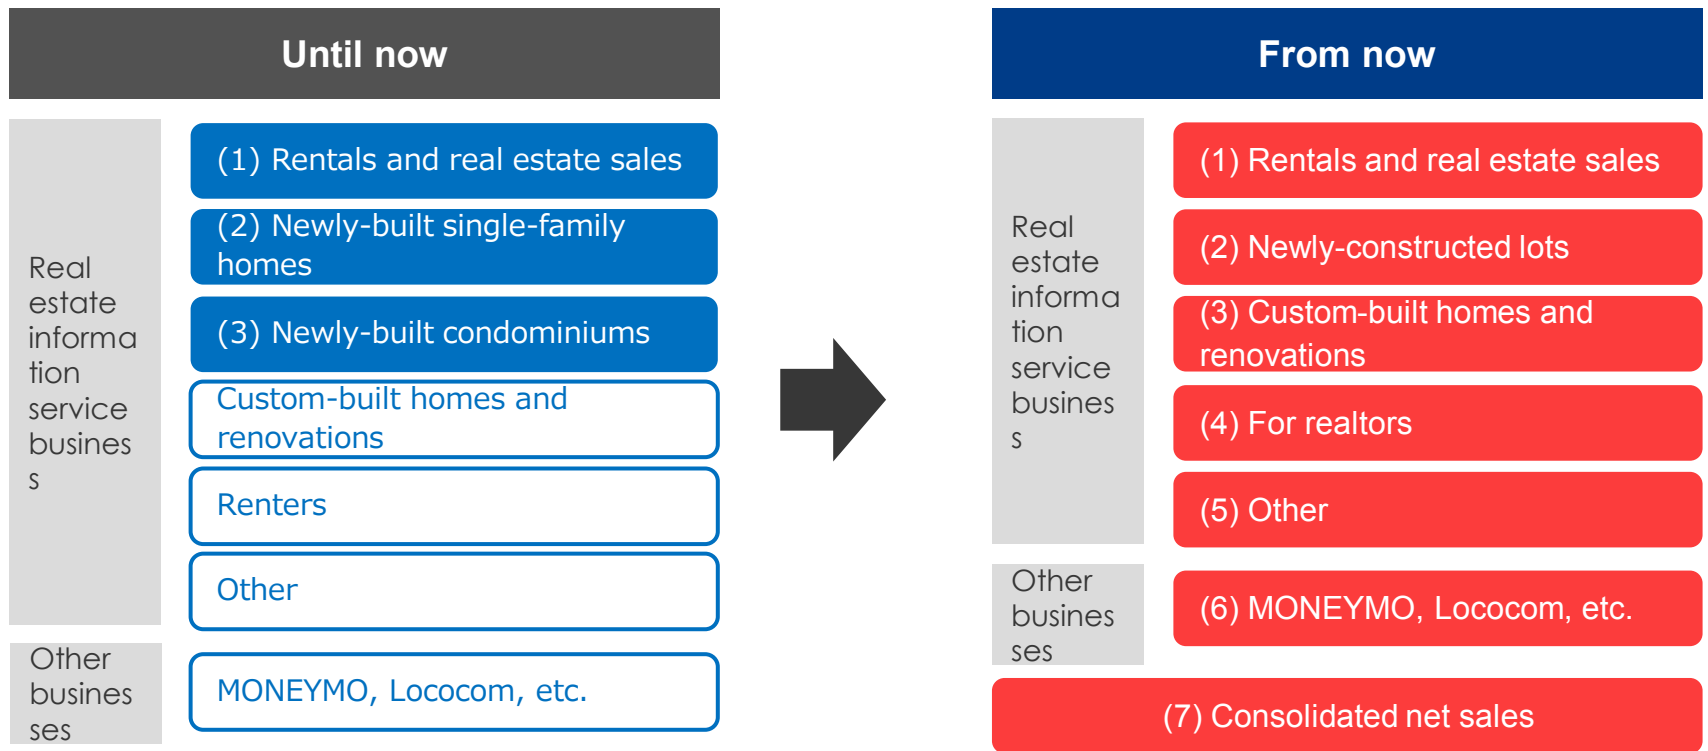 Until now
Real
estate
informa
tion
service
busines
s
(1) Rentals and real estate sales
(2) Newly-built single-family
homes
(3) Newly-built condominiums
Custom-built homes and
renovations
Renters
Other
Other
busines
ses
MONEYMO, Lococom, etc.
From now
Real
estate
informa
tion
service
busines
s
(1) Rentals and real estate sales
(2) Newly-constructed lots
(3) Custom-built homes and
renovations
(4) For realtors
(5) Other
Other
busines
ses
(6) MONEYMO, Lococom, etc.
(7) Consolidated net sales